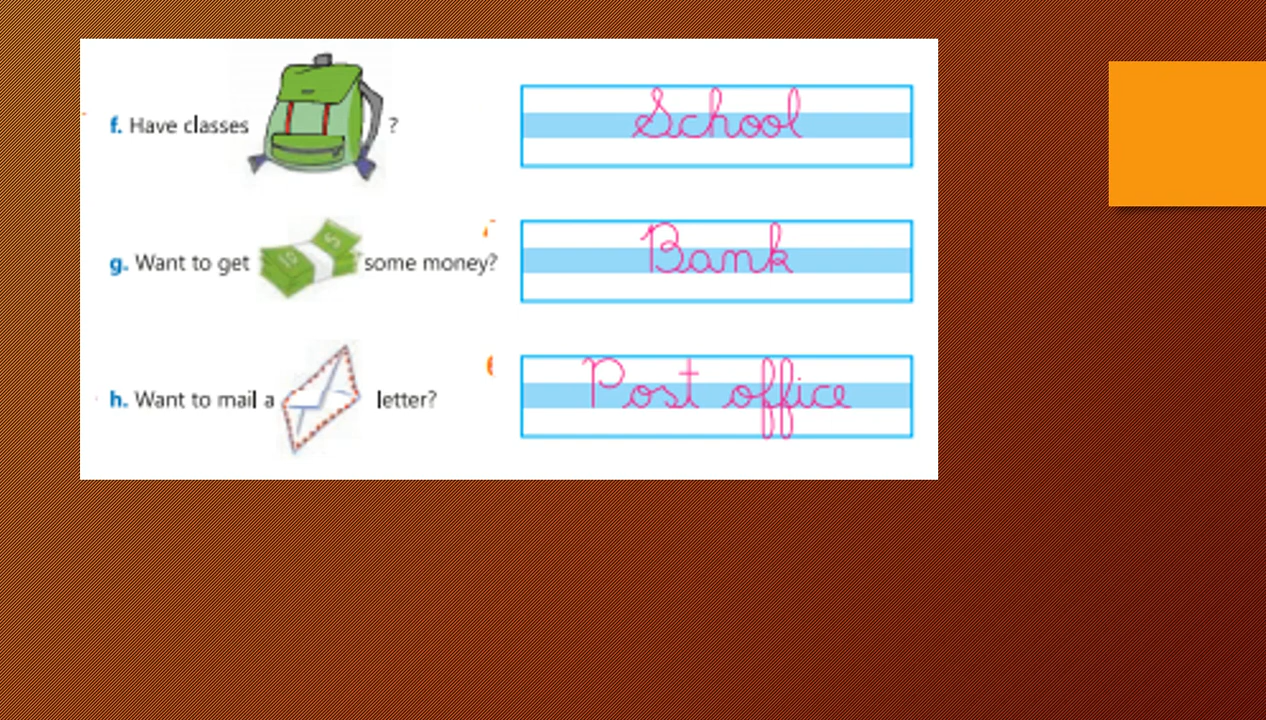 f. Have classes ?
School
g. Want to get some money?
Bank
h. Want to mail a letter?
Post office